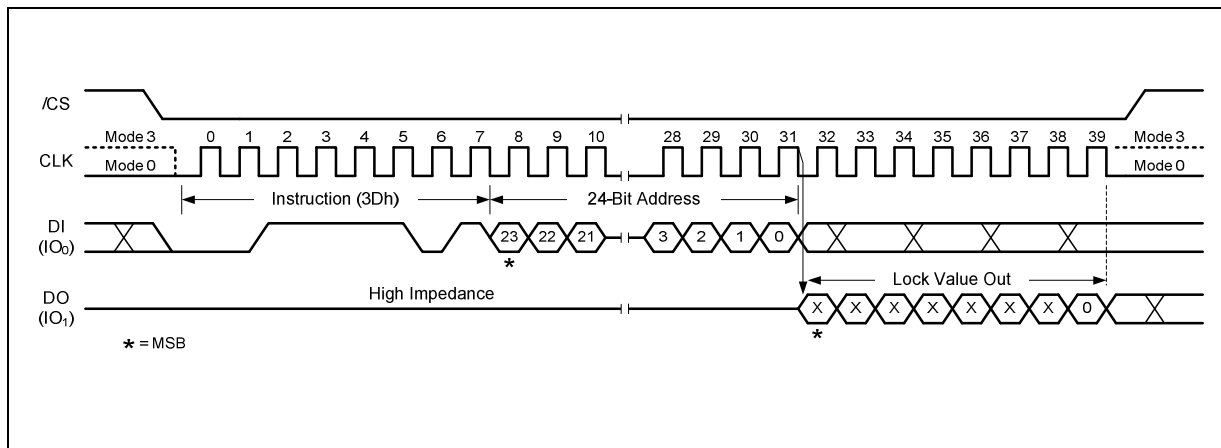 /CS
Mode 3 0 1 2 3 4 5 6 7 8 9 10 28 29 30 31 32 33 34 35 36 37 38 39 Mode 3
CLK
Mode 0 Mode 0
Instruction (3Dh) 24-Bit Address
DI
(IO₀)
23 22 21 3 2 1 0
*
Lock Value Out
High Impedance
DO
(IO₁)
X X X X X X X 0
*
* = MSB